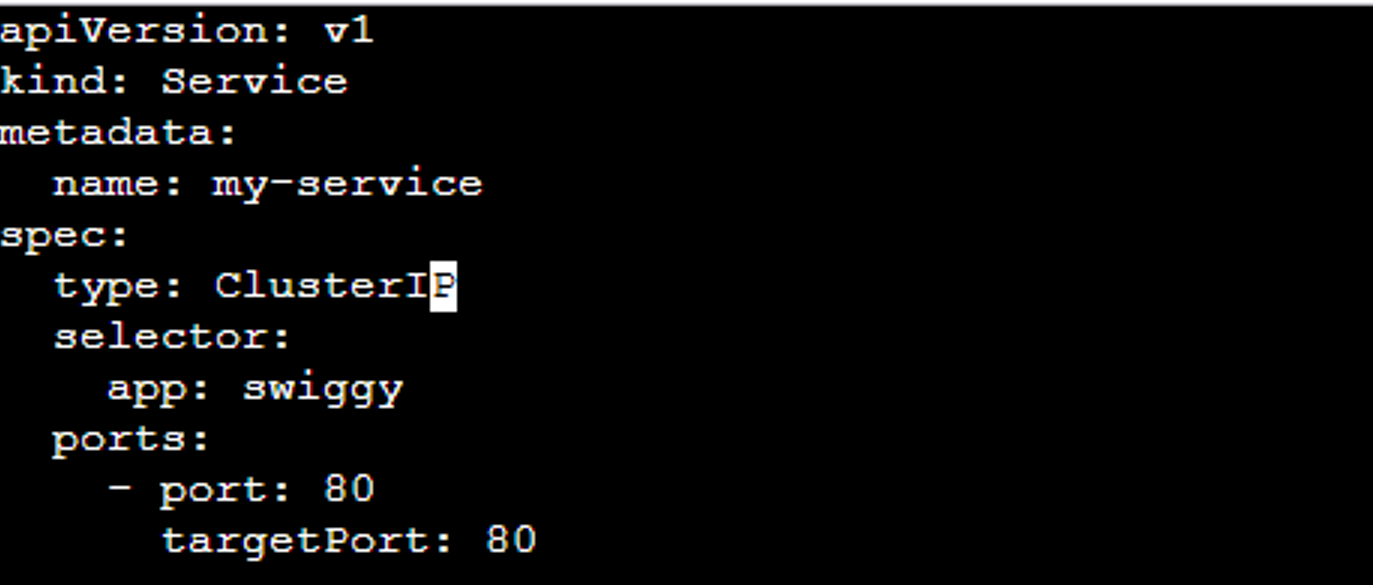 apiVersion: v1
kind: Service
metadata:
  name: my-service
spec:
  type: ClusterIP
  selector:
    app: swiggy
  ports:
    - port: 80
      targetPort: 80